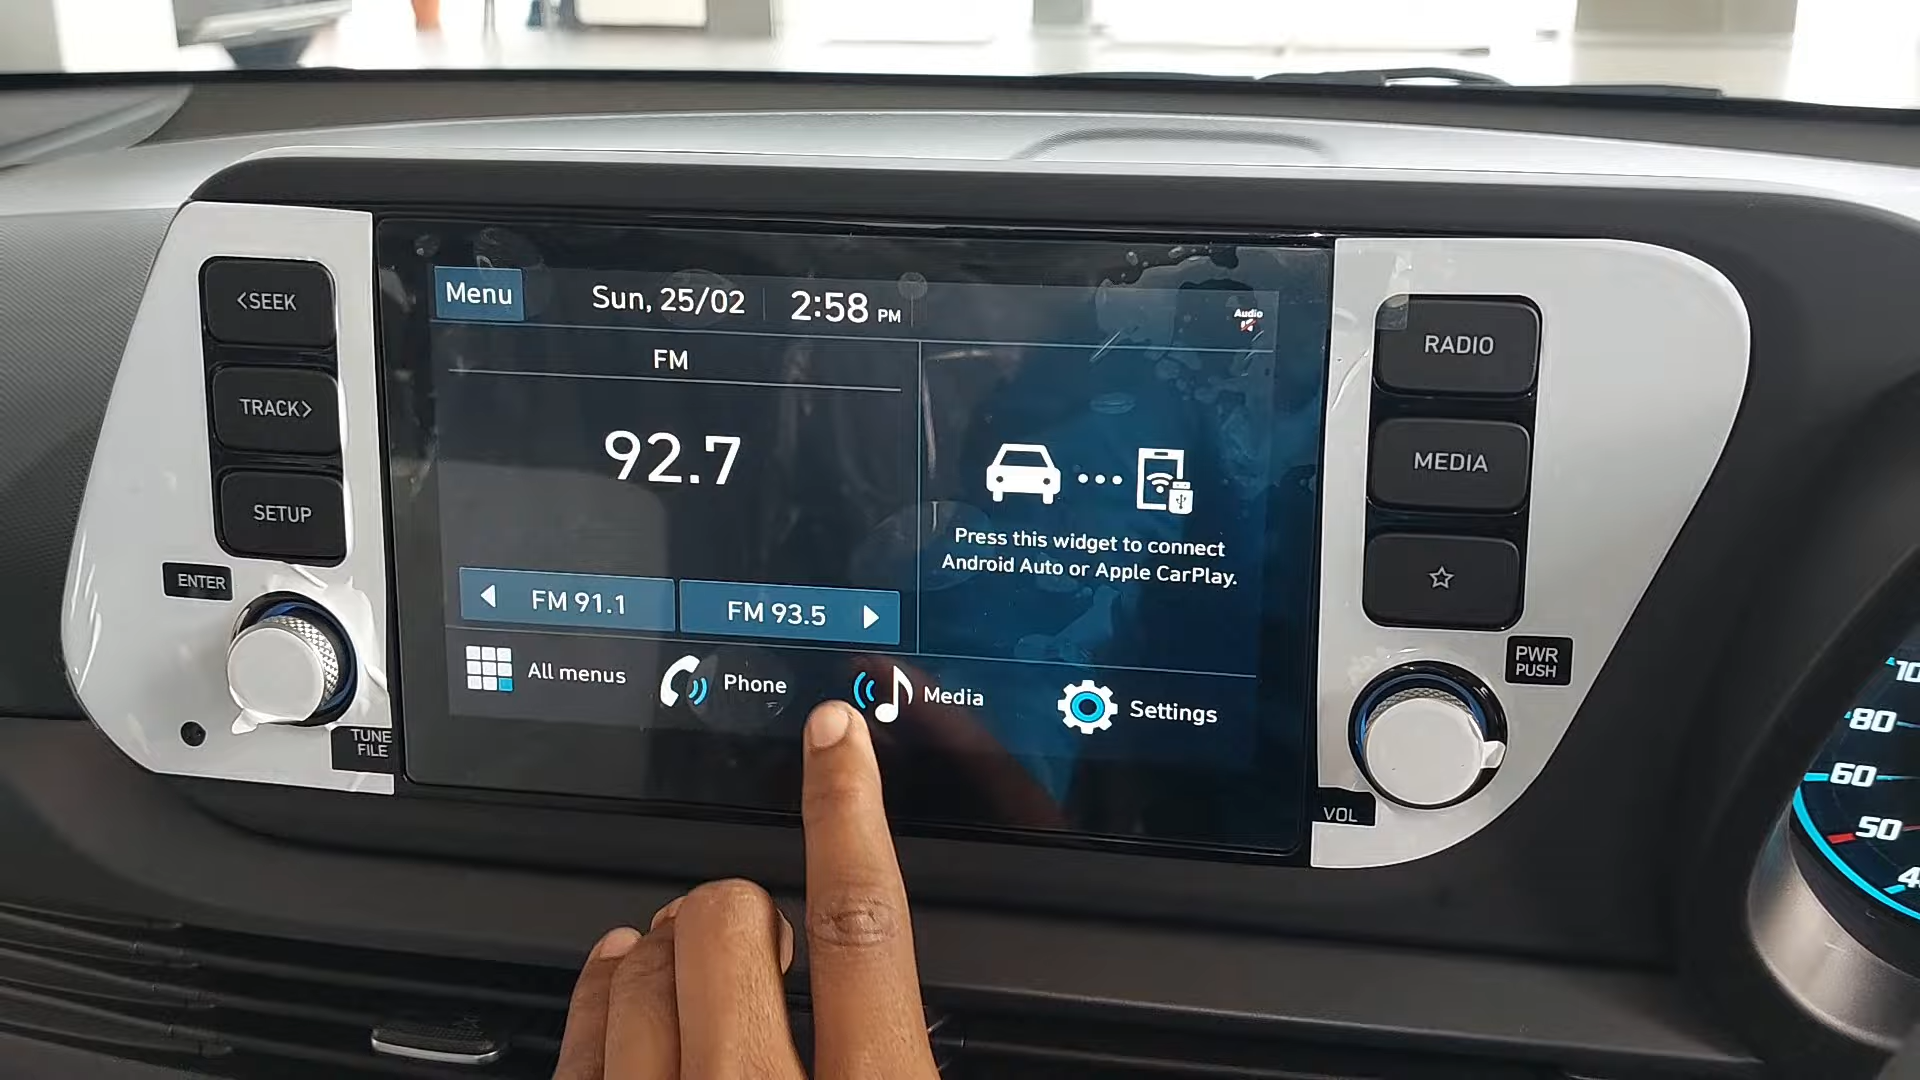 <SEEK
TRACK>
SETUP
ENTER
TUNE
FILE
Menu
Sun, 25/02
2:58 PM
Audio
FM
92.7
FM 91.1
FM 93.5
Press this widget to connect
Android Auto or Apple CarPlay.
All menus
Phone
Media
Settings
RADIO
MEDIA
PWR
PUSH
VOL
80
60
50